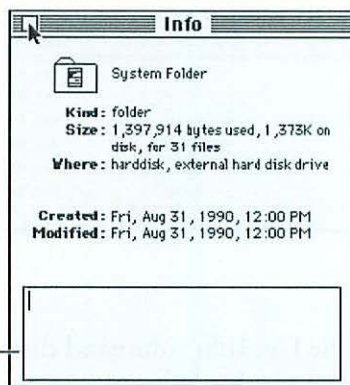 Info
System Folder
Kind: folder
Size: 1,397,914 bytes used, 1,373K on
disk, for 31 files
Where: harddisk, external hard disk drive
Created: Fri, Aug 31, 1990, 12:00 PM
Modified: Fri, Aug 31, 1990, 12:00 PM